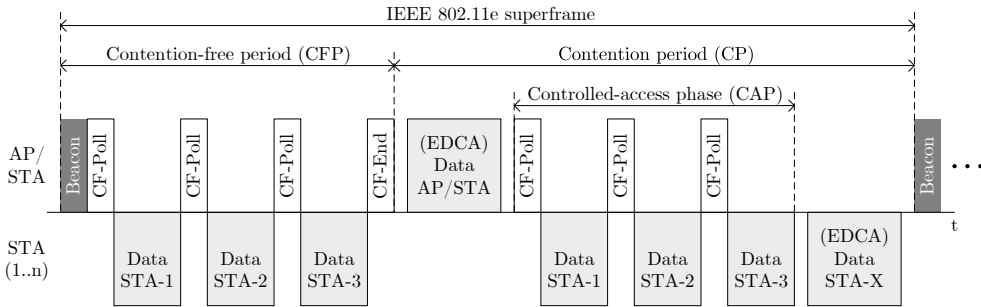 IEEE 802.11e superframe
Contention-free period (CFP)
Contention period (CP)
Controlled-access phase (CAP)
AP/
STA
Beacon
CF-Poll
CF-Poll
CF-Poll
CF-End
(EDCA)
Data
AP/STA
CF-Poll
CF-Poll
CF-Poll
Beacon
...
t
STA
(1..n)
Data
STA-1
Data
STA-2
Data
STA-3
Data
STA-1
Data
STA-2
Data
STA-3
(EDCA)
Data
STA-X